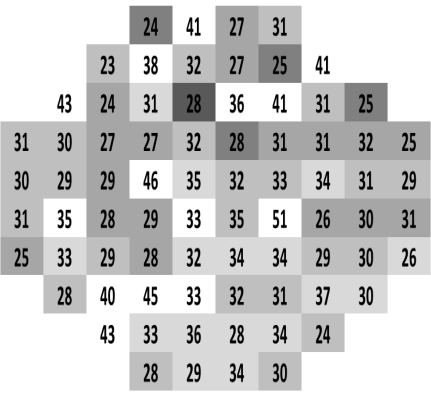 24 41 27 31
23 38 32 27 25 41
43 24 31 28 36 41 31 25
31 30 27 27 32 28 31 31 32 25
30 29 29 46 35 32 33 34 31 29
31 35 28 29 33 35 51 26 30 31
25 33 29 28 32 34 34 29 30 26
28 40 45 33 32 31 37 30
43 33 36 28 34 24
28 29 34 30